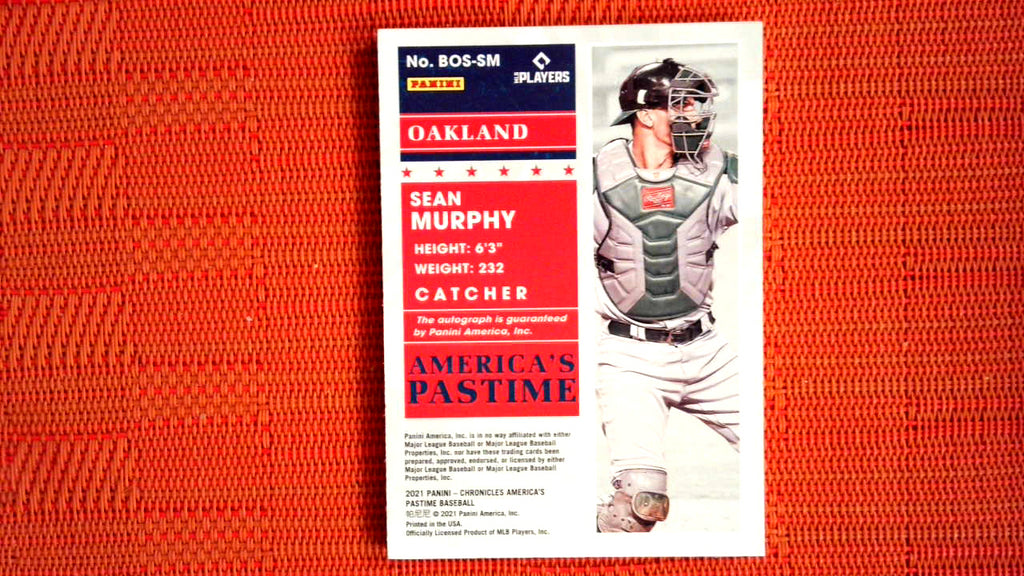 No. BOS-SM
MLB PLAYERS
PANINI
OAKLAND
SEAN
MURPHY
HEIGHT: 6'3"
WEIGHT: 232
CATCHER
The autograph is guaranteed
by Panini America, Inc.
AMERICA'S
PASTIME
Panini America, Inc. is in no way affiliated with either
Major League Baseball or Major League Baseball
Properties, Inc. nor have these trading cards been
prepared, approved, endorsed, or licensed by either
Major League Baseball or Major League Baseball
Properties, Inc.
2021 PANINI – CHRONICLES AMERICA'S
PASTIME BASEBALL
帕尼尼 © 2021 Panini America, Inc.
Printed in the USA.
Officially Licensed Product of MLB Players, Inc.
Rawlings